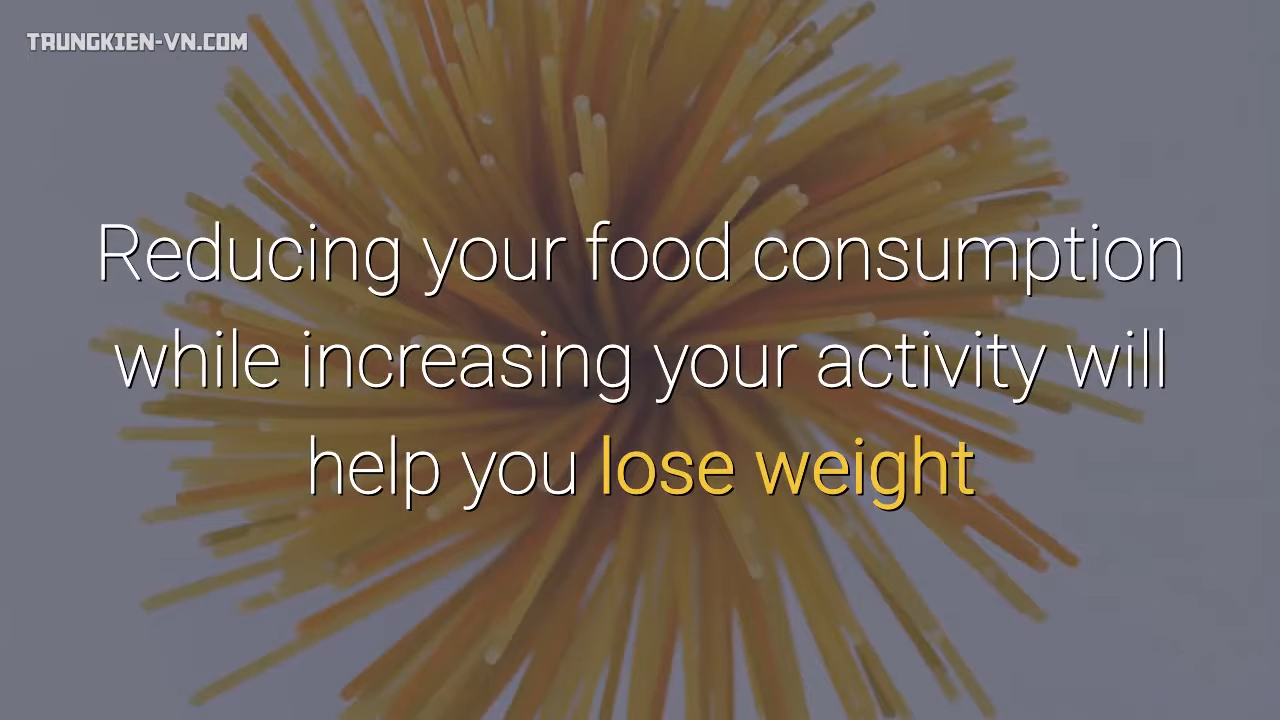 TRUNGKIEN-VN.COM
Reducing your food consumption
while increasing your activity will
help you lose weight